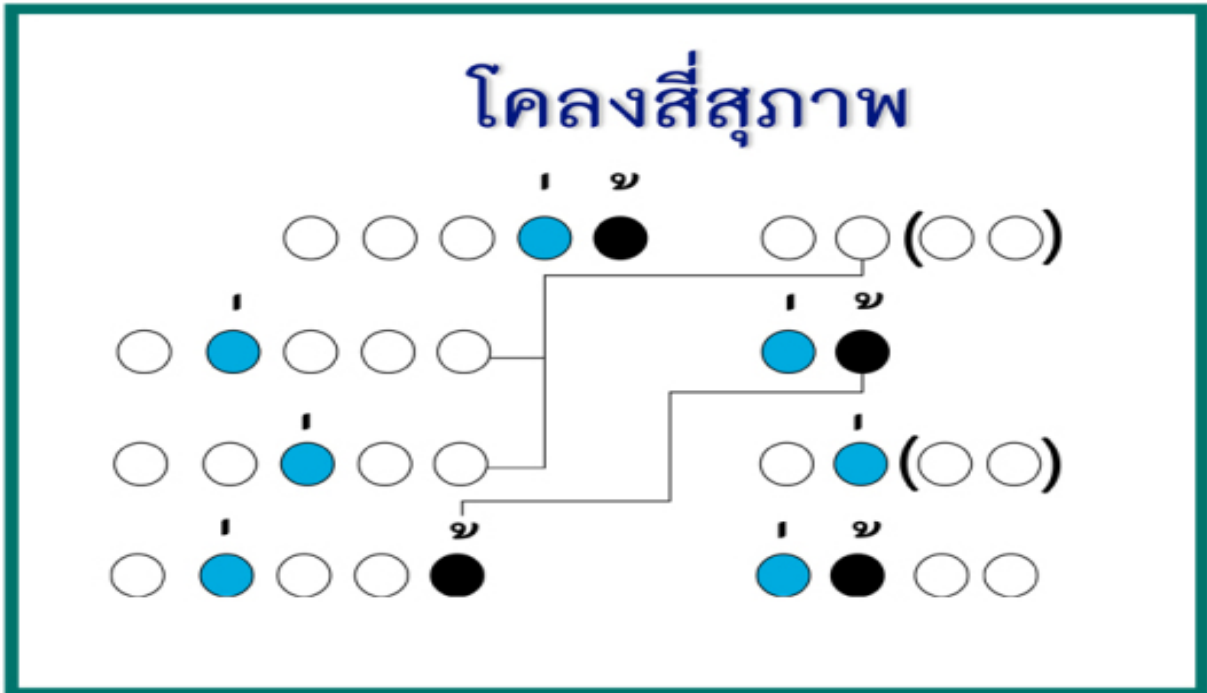 โคลงสี่สุภาพ
่ ้
( )
่ ่ ้
่ ่
( )
่ ้ ่ ้